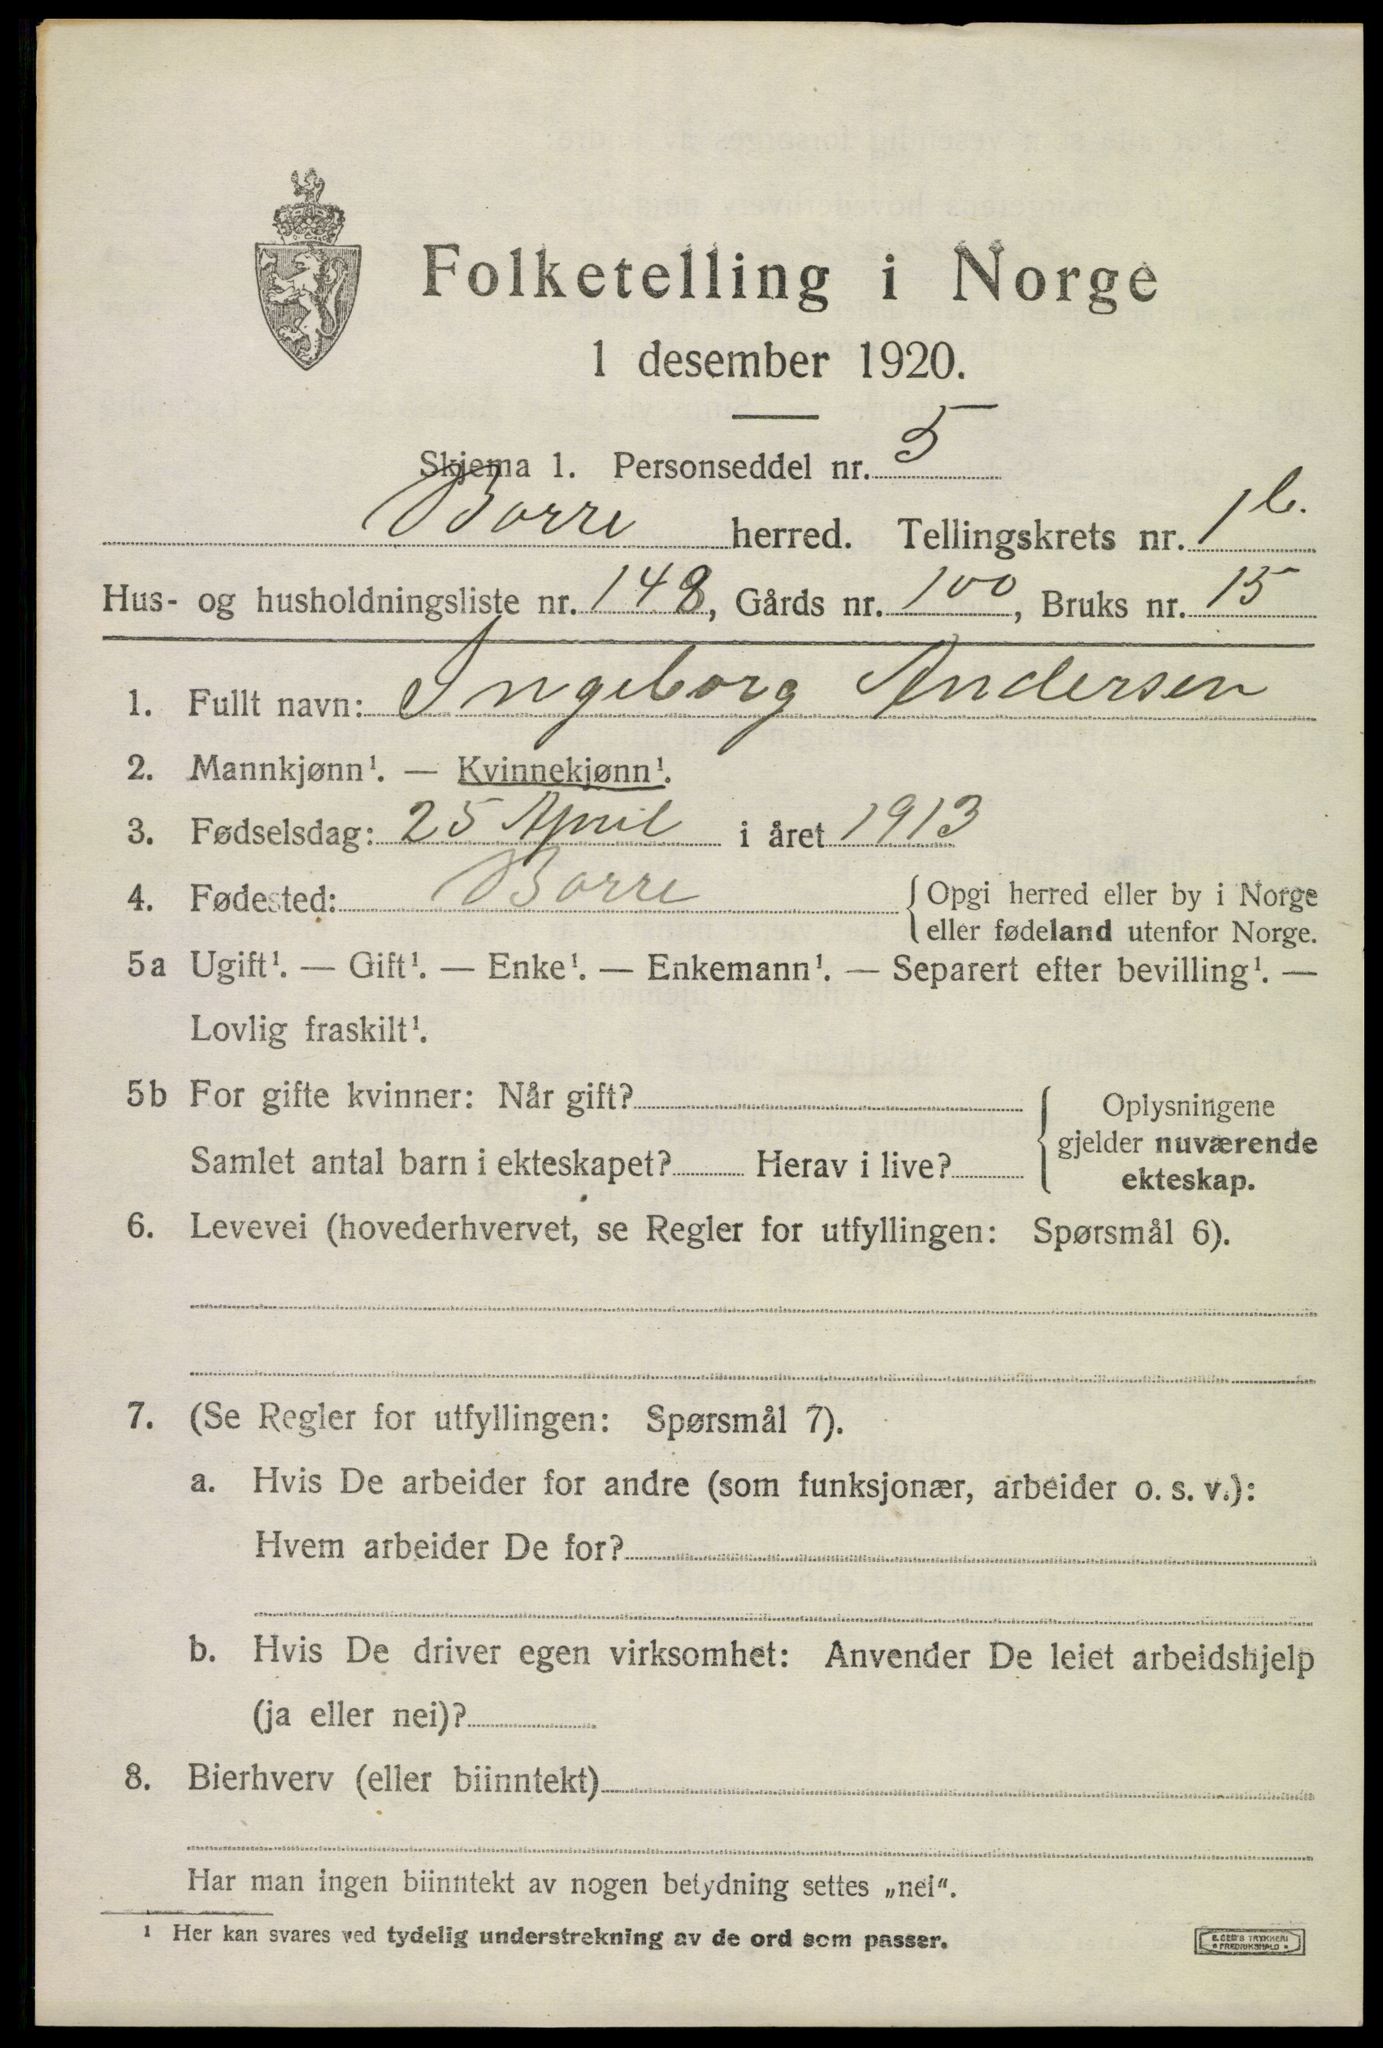 Folketelling i Norge
1 desember 1920.
Skjema 1. Personseddel nr. 5
Borre herred. Tellingskrets nr. 1 b.
Hus- og husholdningsliste nr. 148, Gårds nr. 100, Bruks nr. 15
1. Fullt navn: Ingeborg Andersen
2. Mannkjønn¹. — Kvinnekjønn¹.
3. Fødselsdag: 25 April i året 1913
4. Fødested: Borre { Opgi herred eller by i Norge
eller fødeland utenfor Norge.
5a Ugift¹. — Gift¹. — Enke¹. — Enkemann¹. — Separert efter bevilling¹. —
Lovlig fraskilt¹.
5b For gifte kvinner: Når gift? { Oplysningene
gjelder nuværende
Samlet antal barn i ekteskapet? Herav i live? ekteskap.
6. Levevei (hovederhvervet, se Regler for utfyllingen: Spørsmål 6).
7. (Se Regler for utfyllingen: Spørsmål 7).
a. Hvis De arbeider for andre (som funksjonær, arbeider o. s. v.):
Hvem arbeider De for?
b. Hvis De driver egen virksomhet: Anvender De leiet arbeidshjelp
(ja eller nei)?
8. Bierhverv (eller biinntekt)
Har man ingen biinntekt av nogen betydning settes „nei“.
¹ Her kan svares ved tydelig understrekning av de ord som passer.
E. SEM'S TRYKKERI
FREDRIKSHALD